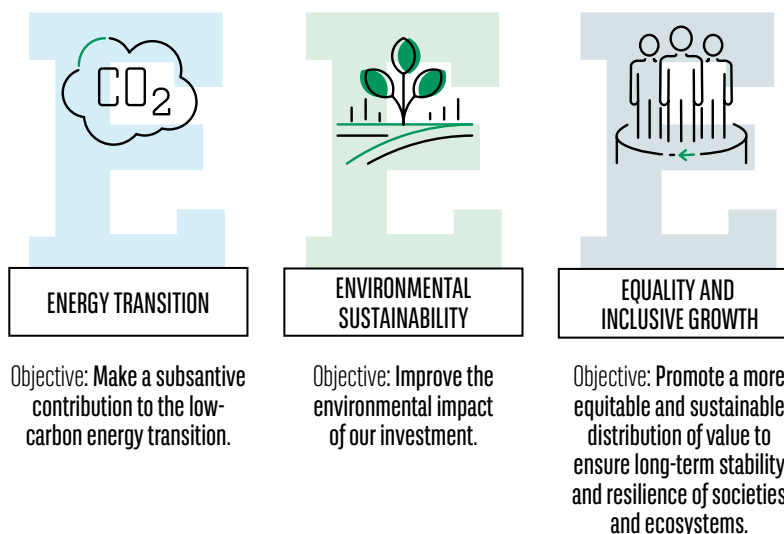 E
CO2
ENERGY TRANSITION
Objective: Make a subsantive
contribution to the low-
carbon energy transition.
E
ENVIRONMENTAL
SUSTAINABILITY
Objective: Improve the
environmental impact
of our investment.
E
EQUALITY AND
INCLUSIVE GROWTH
Objective: Promote a more
equitable and sustainable
distribution of value to
ensure long-term stability
and resilience of societies
and ecosystems.